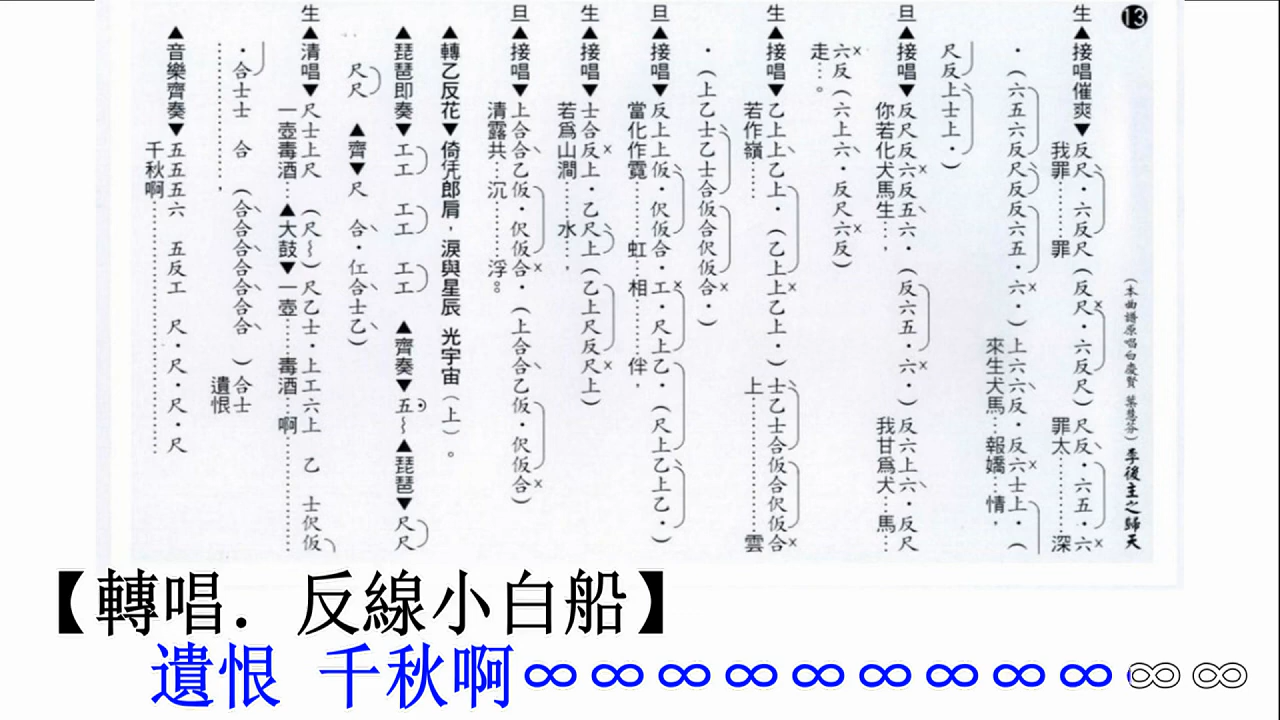 13
(本曲譜原唱白慶賢 葉慧芬)李後主之歸天
生▲接唱催爽▼反尺.六反尺(反尺.六反尺)尺反.六五.六
我罪……罪 罪太……深
.(六五六反尺反反六五.六.)上六六反.反六士上.(
來生犬馬…報嬌…情,
尺反上士上.)
旦▲接唱▼反尺反六反五六.(反六五.六.)反六上六.反尺
你若化犬馬生…, 我甘爲犬…馬…
六反(六上六.反尺六反)
走…。
生▲接唱▼乙上上乙上.(乙上上乙上.)士乙士合仮合伬仮合
若作嶺… 上……雲
.(上乙士乙士合仮合伬仮合.)
旦▲接唱▼反上上仮.伬仮合.工.尺上乙.(尺上乙上乙.)
當化作霓……虹…相……伴,
生▲接唱▼士合反上.乙尺上(乙上尺反尺上)
若爲山澗……水…,
旦▲接唱▼上合合乙仮.伬仮合.(上合合乙仮.伬仮合)
清露共…沉……浮。
▲轉乙反花▼倚凭郎肩,淚與星辰 光宇宙(上)。
▲琵琶即奏▼工工 工工 工工 ▲齊奏▼五 ▲琵琶▼尺尺
尺尺 ▲齊▼尺 合.仜合士乙)
生▲清唱▼尺士上尺 (尺)尺乙士.上工六上 乙 士伬仮
一壺毒酒…▲大鼓▼一壺……毒酒…啊……
.合士士 合 (合合合合合合合 )合士
……, 遺恨
▲音樂齊奏▼五五五六 五反工 尺.尺.尺.尺
千秋啊……
【轉唱. 反線小白船】
遺恨 千秋啊∞∞∞∞∞∞∞∞∞∞∞